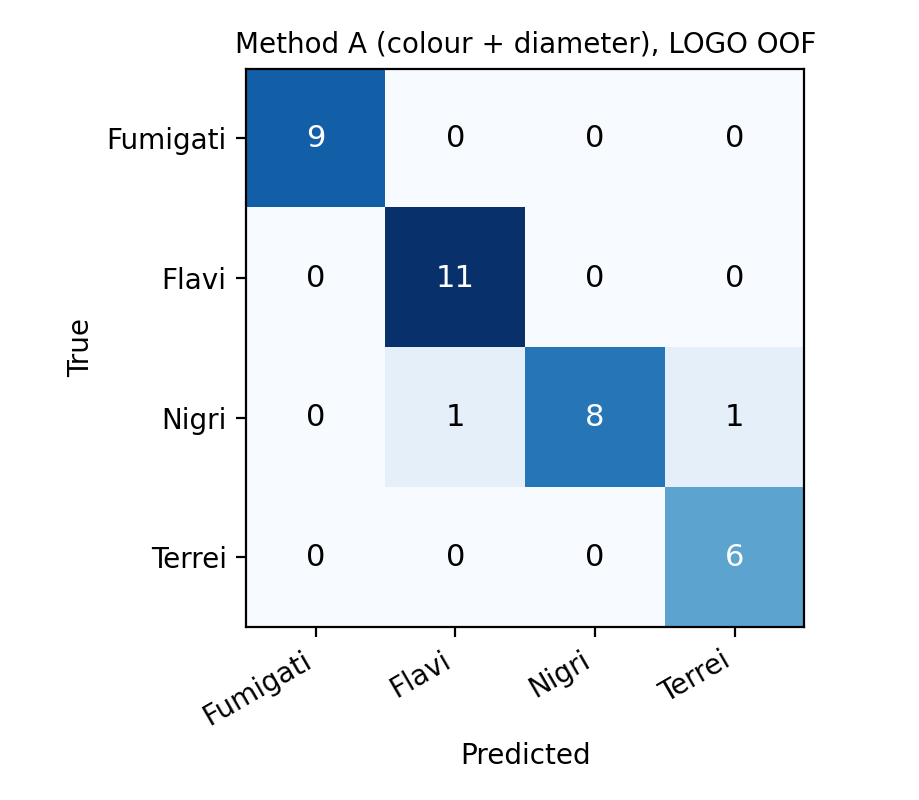 Method A (colour + diameter), LOGO OOF
Fumigati 9 0 0 0
Flavi 0 11 0 0
Nigri 0 1 8 1
Terrei 0 0 0 6
True
Fumigati Flavi Nigri Terrei
Predicted